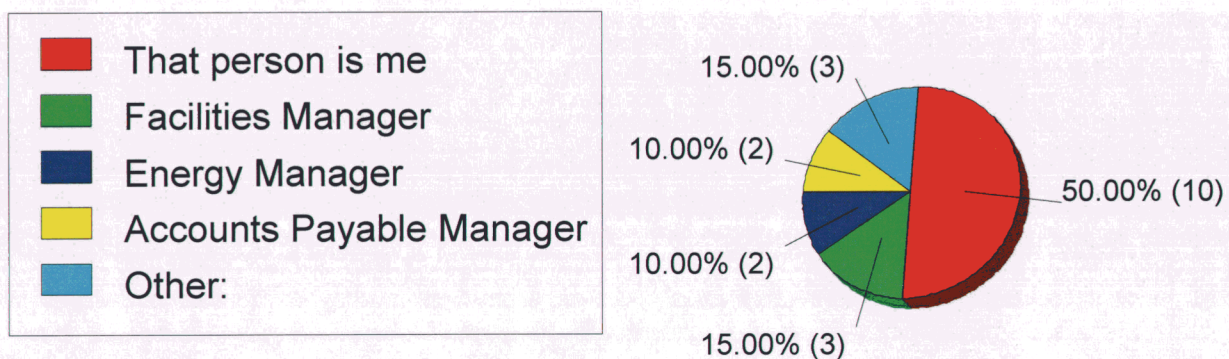 That person is me
Facilities Manager
Energy Manager
Accounts Payable Manager
Other:
15.00% (3)
10.00% (2)
50.00% (10)
10.00% (2)
15.00% (3)